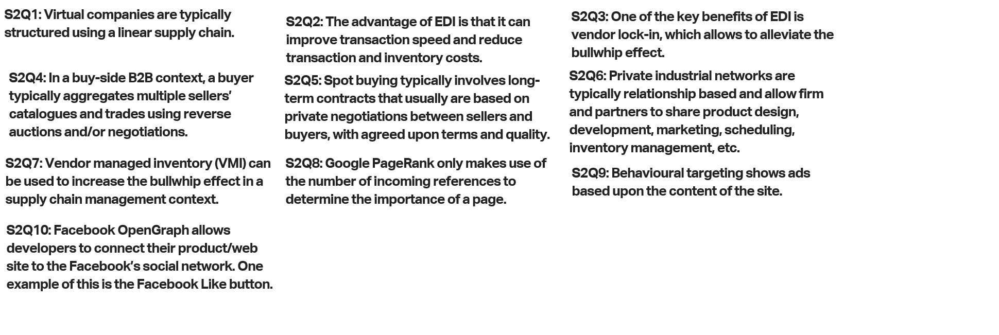 S2Q1: Virtual companies are typically
structured using a linear supply chain.
S2Q2: The advantage of EDI is that it can
improve transaction speed and reduce
transaction and inventory costs.
S2Q3: One of the key benefits of EDI is
vendor lock-in, which allows to alleviate the
bullwhip effect.
S2Q4: In a buy-side B2B context, a buyer
typically aggregates multiple sellers’
catalogues and trades using reverse
auctions and/or negotiations.
S2Q5: Spot buying typically involves long-
term contracts that usually are based on
private negotiations between sellers and
buyers, with agreed upon terms and quality.
S2Q6: Private industrial networks are
typically relationship based and allow firm
and partners to share product design,
development, marketing, scheduling,
inventory management, etc.
S2Q7: Vendor managed inventory (VMI) can
be used to increase the bullwhip effect in a
supply chain management context.
S2Q8: Google PageRank only makes use of
the number of incoming references to
determine the importance of a page.
S2Q9: Behavioural targeting shows ads
based upon the content of the site.
S2Q10: Facebook OpenGraph allows
developers to connect their product/web
site to the Facebook’s social network. One
example of this is the Facebook Like button.